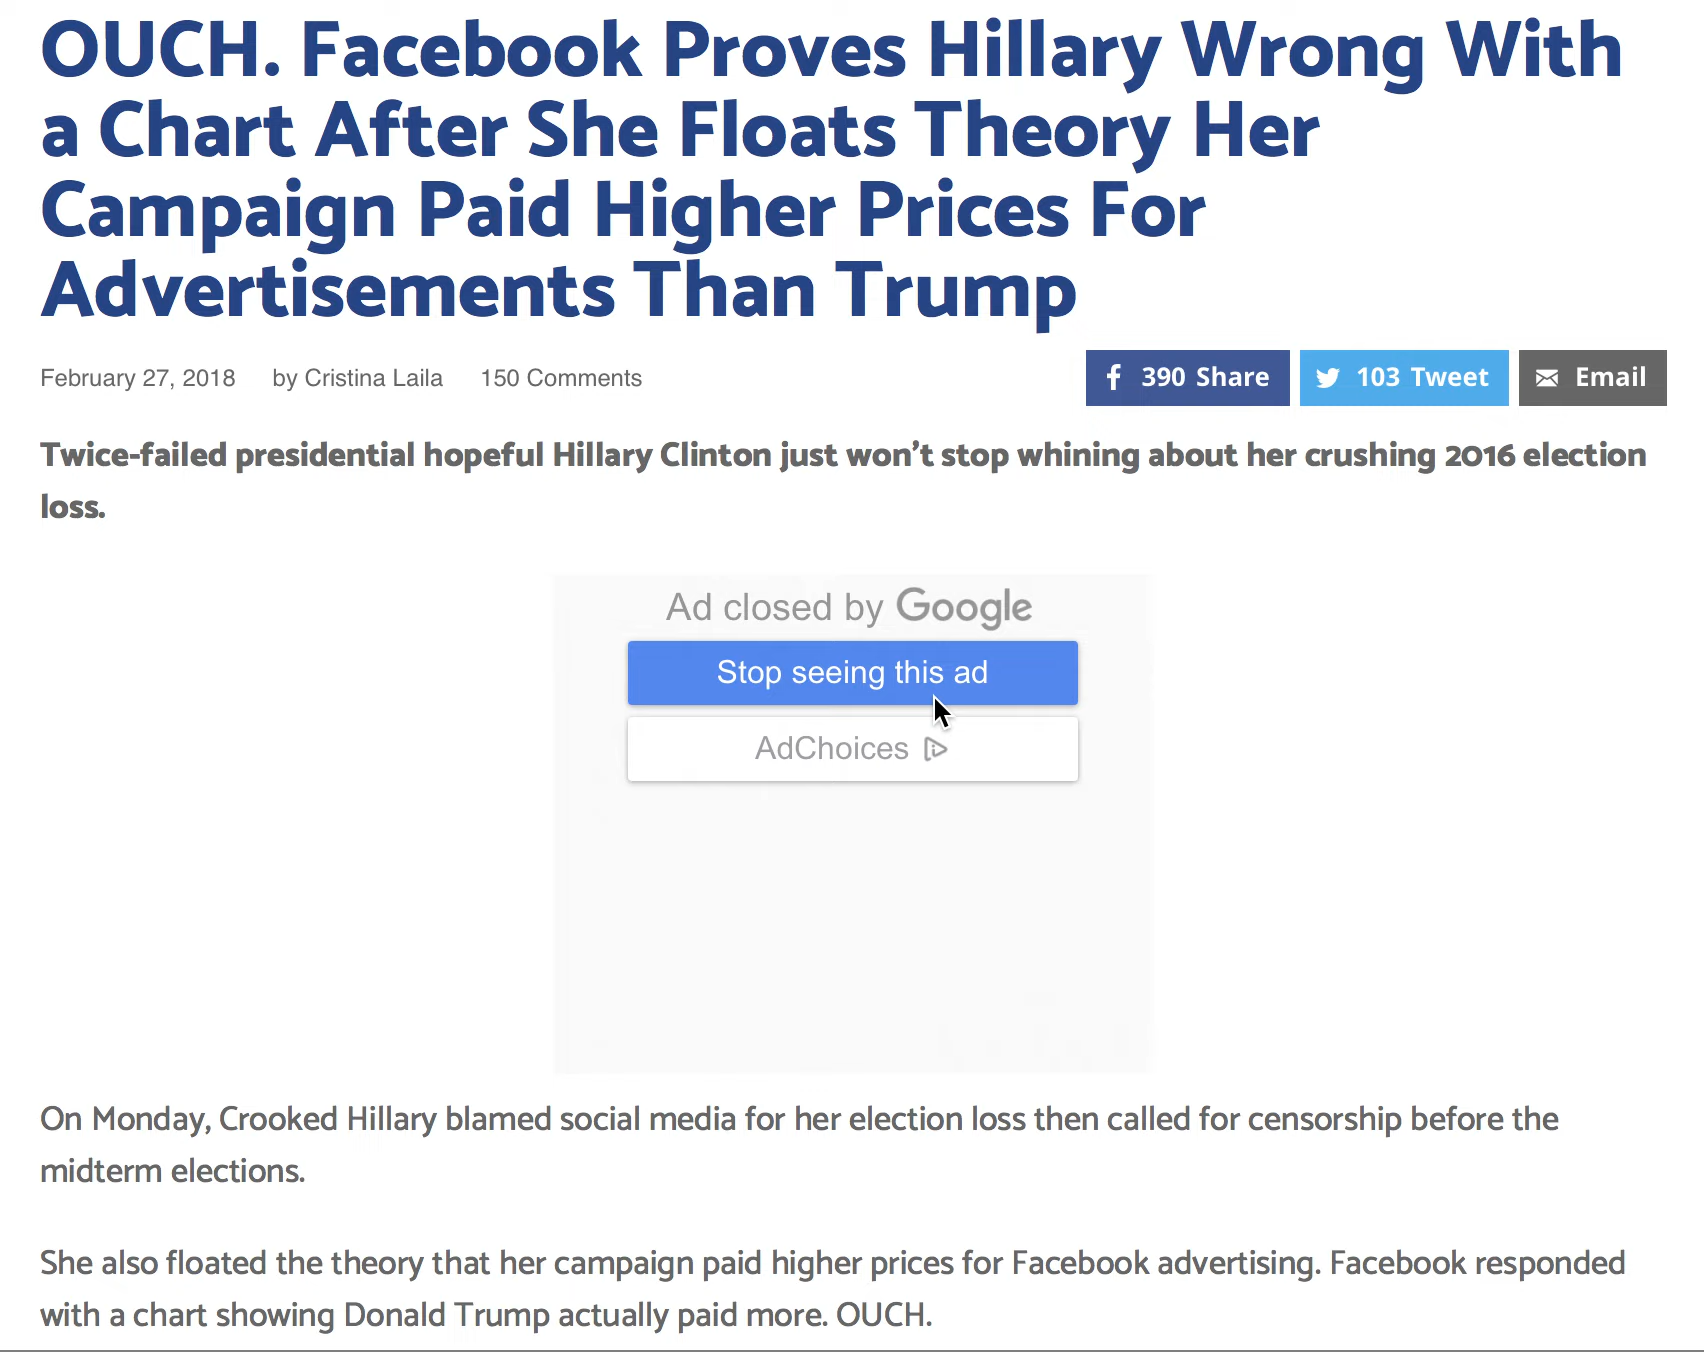 OUCH. Facebook Proves Hillary Wrong With
a Chart After She Floats Theory Her
Campaign Paid Higher Prices For
Advertisements Than Trump
February 27, 2018 by Cristina Laila 150 Comments
390 Share 103 Tweet Email
Twice-failed presidential hopeful Hillary Clinton just won’t stop whining about her crushing 2016 election
loss.
Ad closed by Google
Stop seeing this ad
AdChoices
On Monday, Crooked Hillary blamed social media for her election loss then called for censorship before the
midterm elections.
She also floated the theory that her campaign paid higher prices for Facebook advertising. Facebook responded
with a chart showing Donald Trump actually paid more. OUCH.